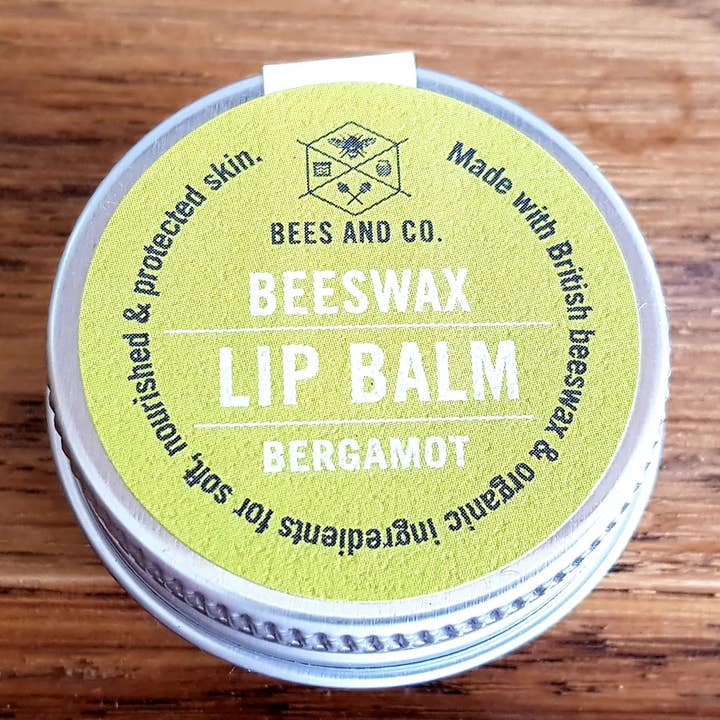 BEES AND CO.
BEESWAX
LIP BALM
BERGAMOT
Made with British beeswax & organic ingredients for soft, nourished & protected skin.